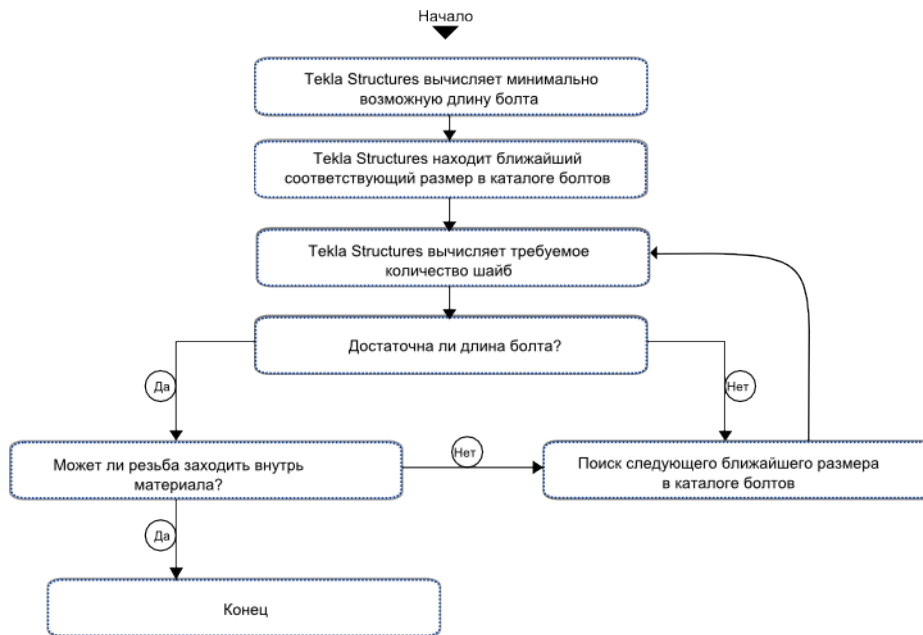 Начало
Tekla Structures вычисляет минимально
возможную длину болта
Tekla Structures находит ближайший
соответствующий размер в каталоге болтов
Tekla Structures вычисляет требуемое
количество шайб
Достаточна ли длина болта?
Да
Нет
Может ли резьба заходить внутрь
материала?
Нет
Поиск следующего ближайшего размера
в каталоге болтов
Да
Конец